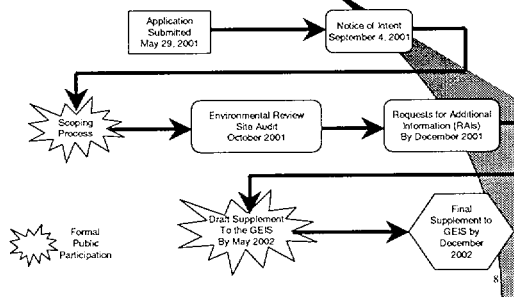 Application
Submitted
May 29, 2001
Notice of Intent
September 4, 2001
Scoping
Process
Environmental Review
Site Audit
October 2001
Requests for Additional
Information (RAIs)
By December 2001
Draft Supplement
To the GEIS
By May 2002
Final
Supplement to
GEIS by
December
2002
Formal
Public
Participation
8